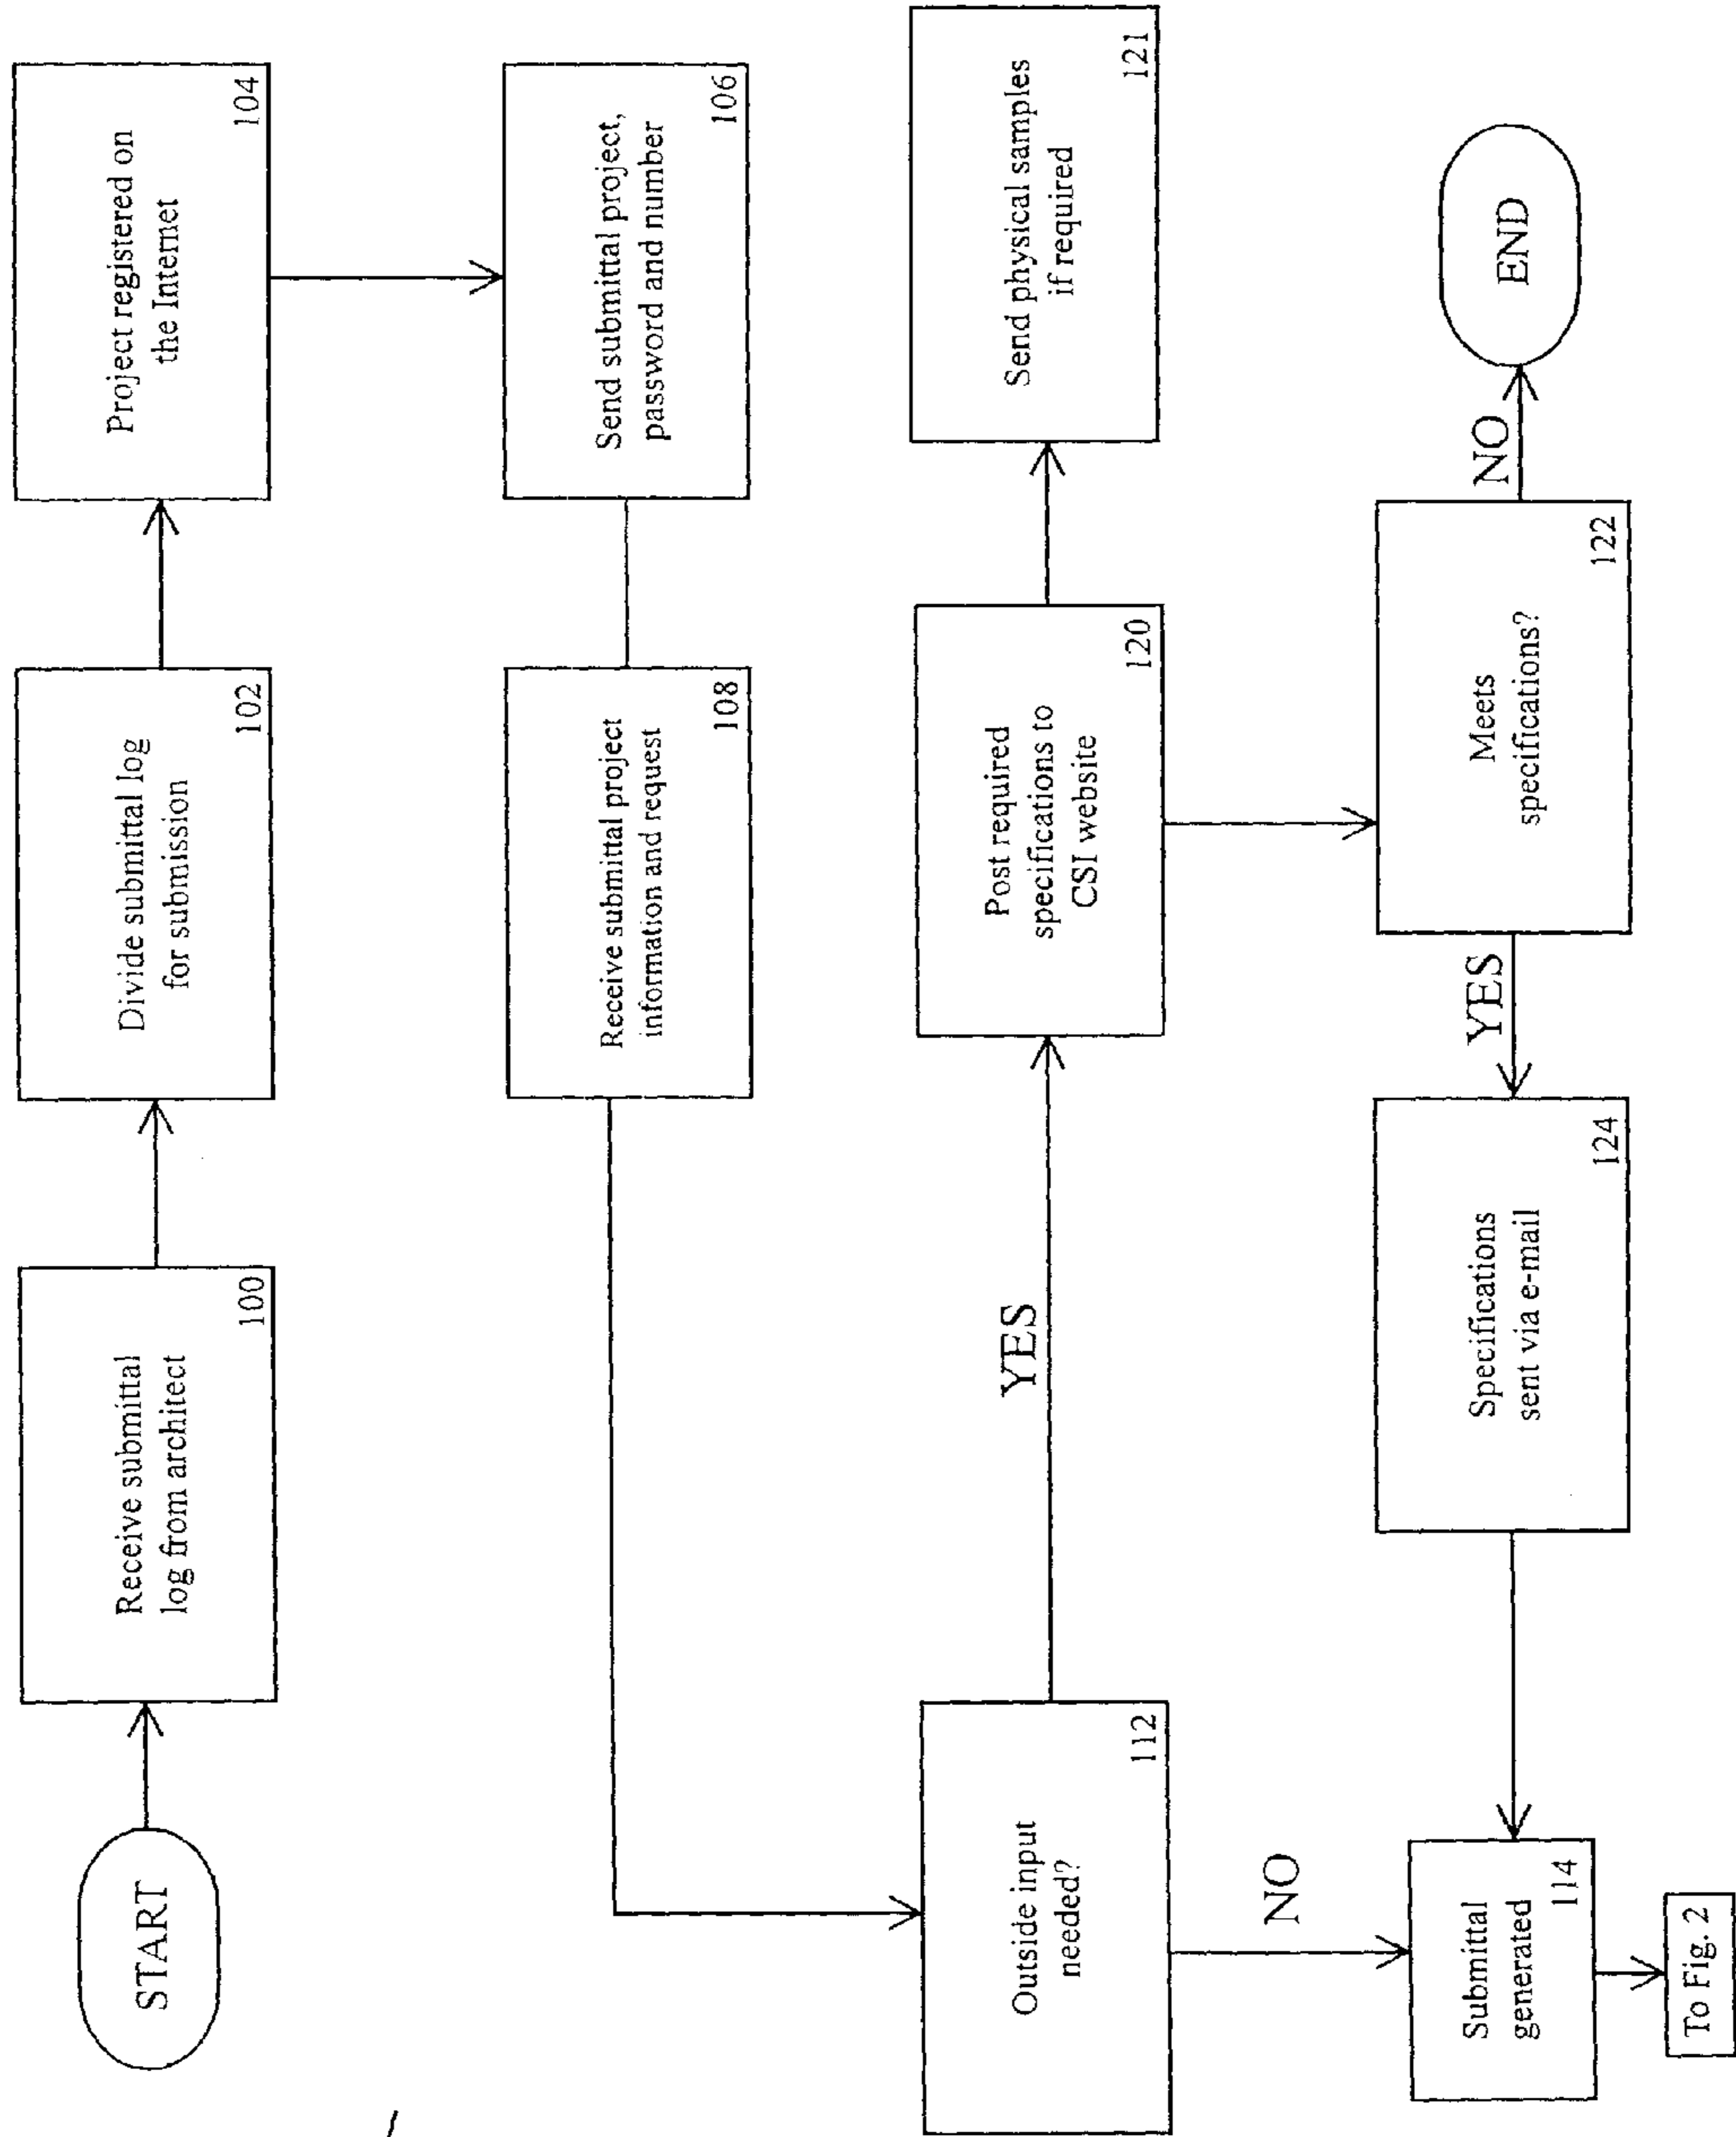 START
Receive submittal
log from architect
100
Divide submittal log
for submission
102
Project registered on
the Internet
104
Send submittal project,
password and number
106
Receive submittal project
information and request
108
Outside input
needed?
112
YES
Post required
specifications to
CSI website
120
Send physical samples
if required
121
NO
Submittal
generated
114
Specifications
sent via e-mail
124
YES
Meets
specifications?
122
NO
END
To Fig. 2